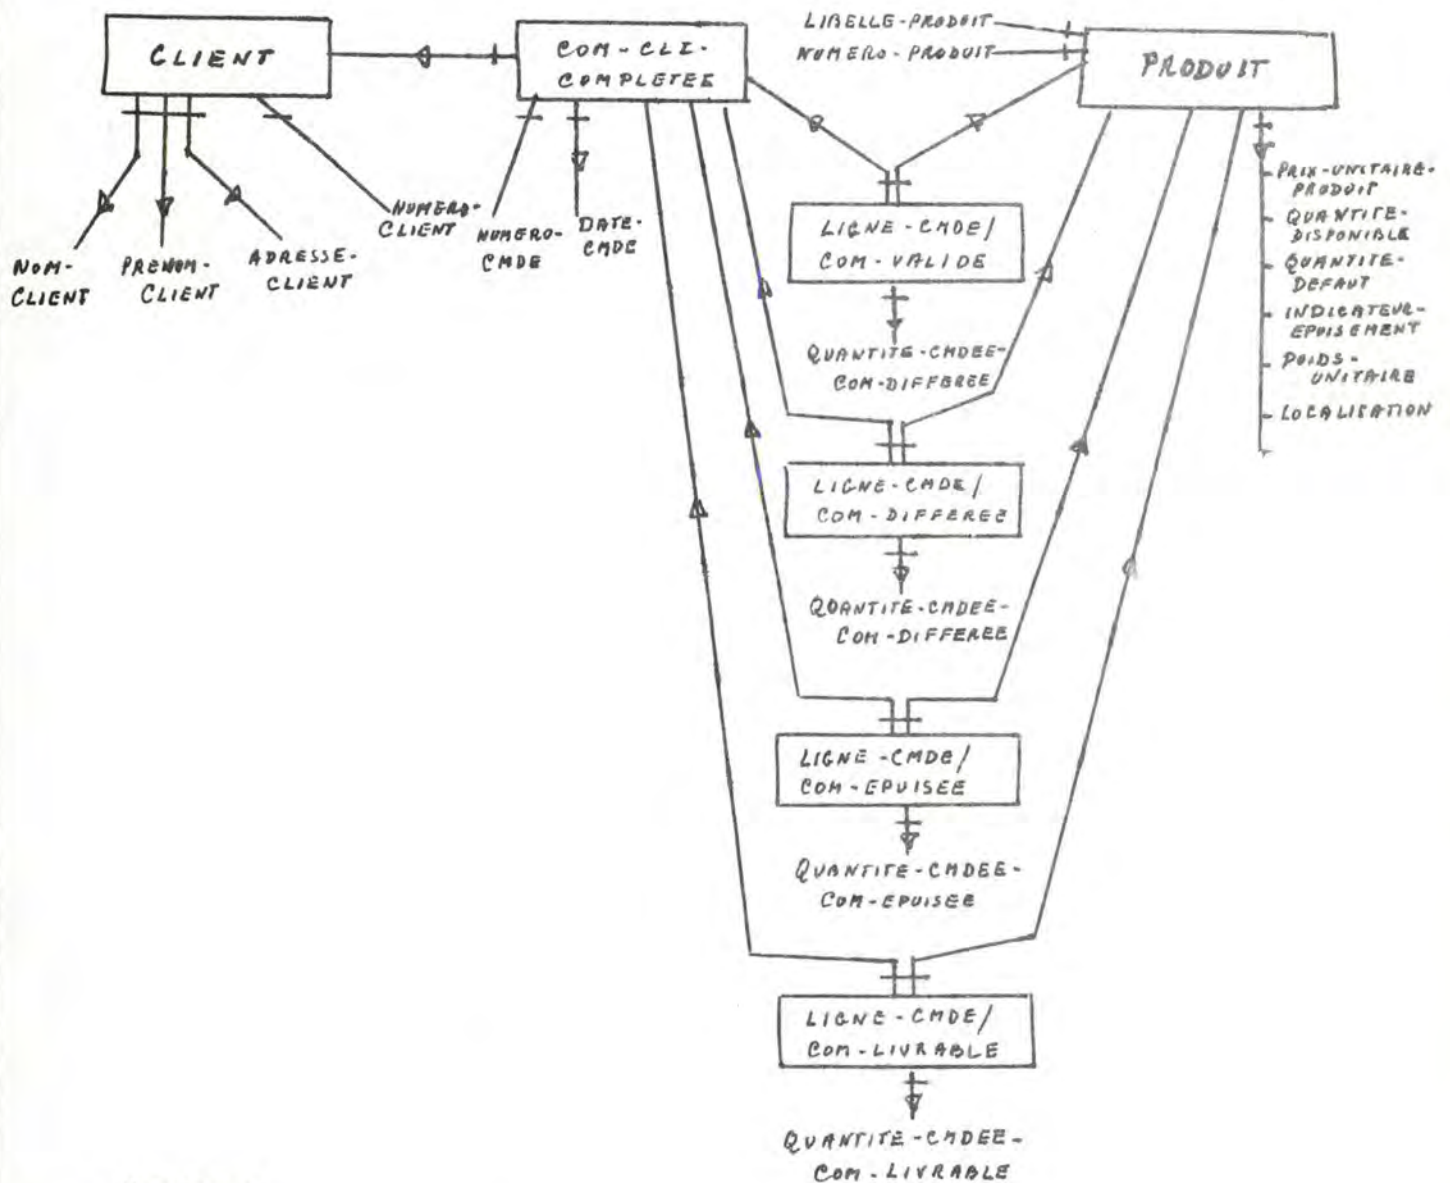 CLIENT
COM-CLI-
COMPLETEE
LIBELLE-PRODUIT
NUMERO-PRODUIT
PRODUIT
NOM-
CLIENT
PRENOM-
CLIENT
ADRESSE-
CLIENT
NUMERO-
CLIENT
NUMERO-
CMDE
DATE-
CMDE
PRIX-UNITAIRE-
PRODUIT
QUANTITE-
DISPONIBLE
QUANTITE-
DEFAUT
INDICATEUR-
EPUISEMENT
POIDS-
UNITAIRE
LOCALISATION
LIGNE-CMDE/
COM-VALIDE
QUANTITE-CMDEE-
COM-DIFFEREE
LIGNE-CMDE/
COM-DIFFEREE
QUANTITE-CMDEE-
COM-DIFFEREE
LIGNE-CMDE/
COM-EPUISEE
QUANTITE-CMDEE-
COM-EPUISEE
LIGNE-CMDE/
COM-LIVRABLE
QUANTITE-CMDEE-
COM-LIVRABLE